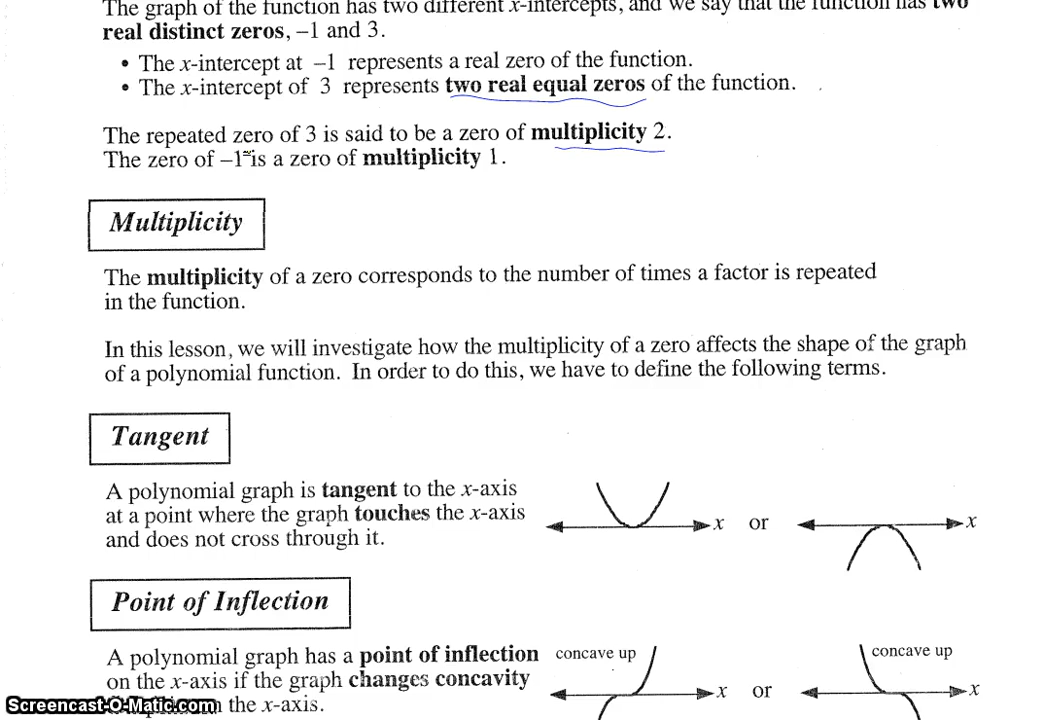 The graph of the function has two different x-intercepts, and we say that the function has two
real distinct zeros, −1 and 3.
• The x-intercept at −1 represents a real zero of the function.
• The x-intercept of 3 represents two real equal zeros of the function.
The repeated zero of 3 is said to be a zero of multiplicity 2.
The zero of −1 is a zero of multiplicity 1.
Multiplicity
The multiplicity of a zero corresponds to the number of times a factor is repeated
in the function.
In this lesson, we will investigate how the multiplicity of a zero affects the shape of the graph
of a polynomial function. In order to do this, we have to define the following terms.
Tangent
A polynomial graph is tangent to the x-axis
at a point where the graph touches the x-axis
and does not cross through it.
x or x
Point of Inflection
A polynomial graph has a point of inflection
on the x-axis if the graph changes concavity
the x-axis.
concave up concave up
x or x
Screencast-O-Matic.com